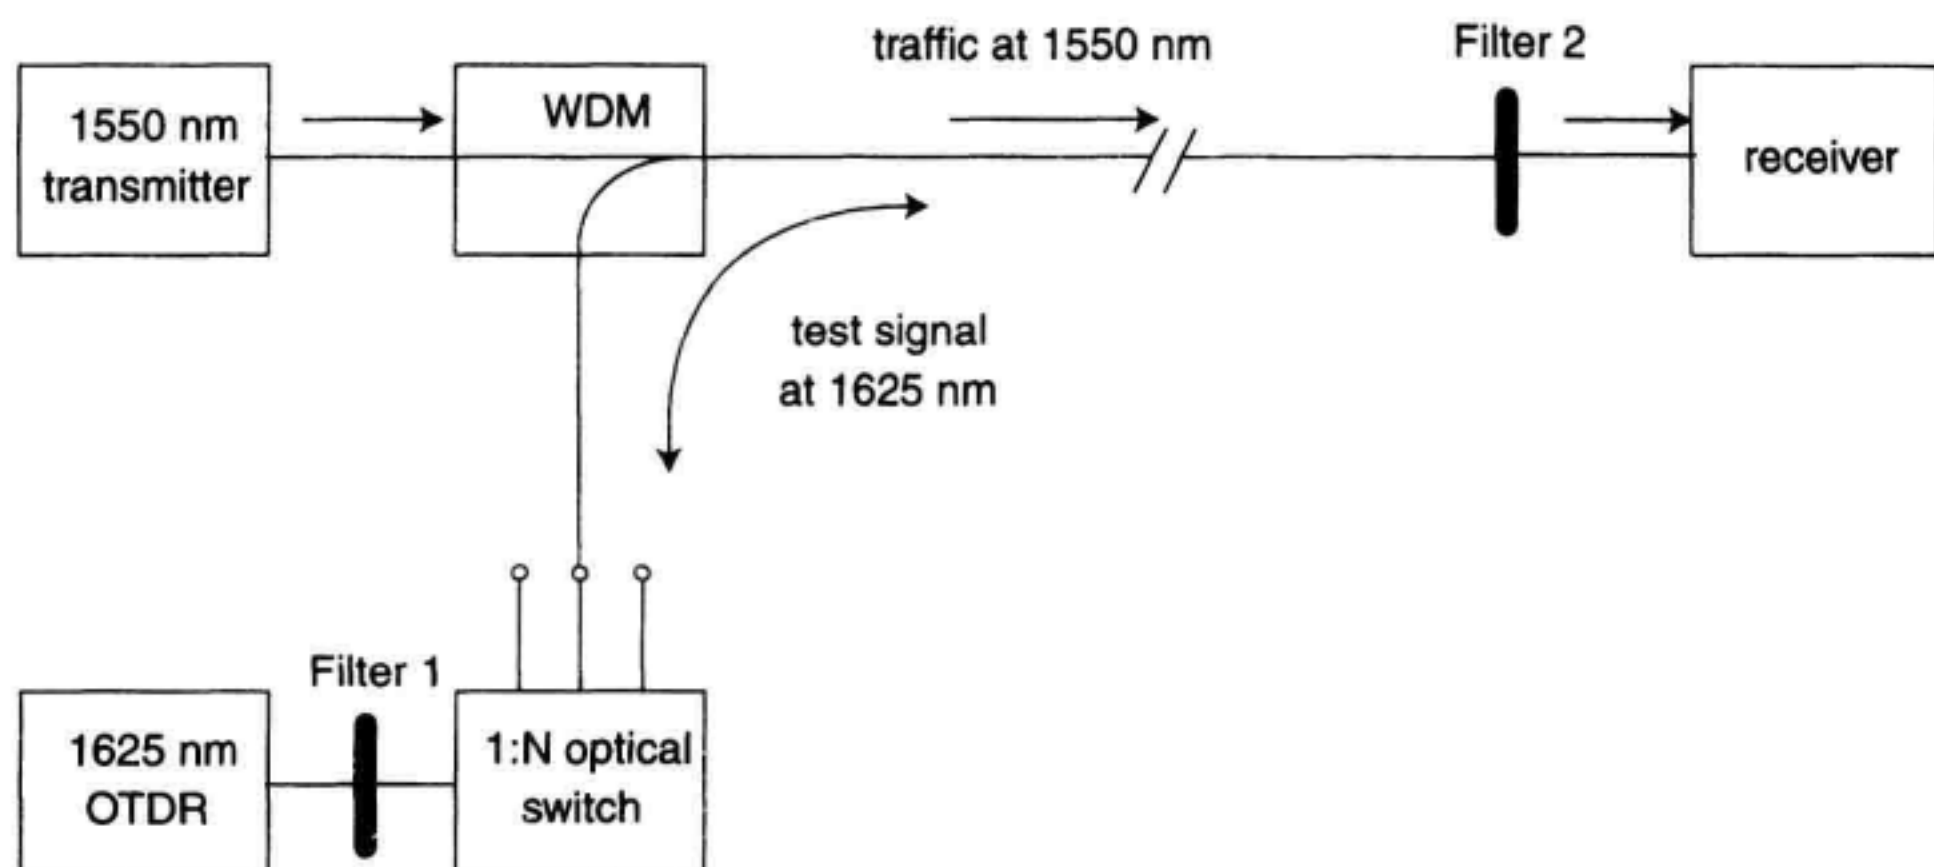 traffic at 1550 nm
Filter 2
1550 nm
transmitter
WDM
receiver
test signal
at 1625 nm
Filter 1
1625 nm
OTDR
1:N optical
switch